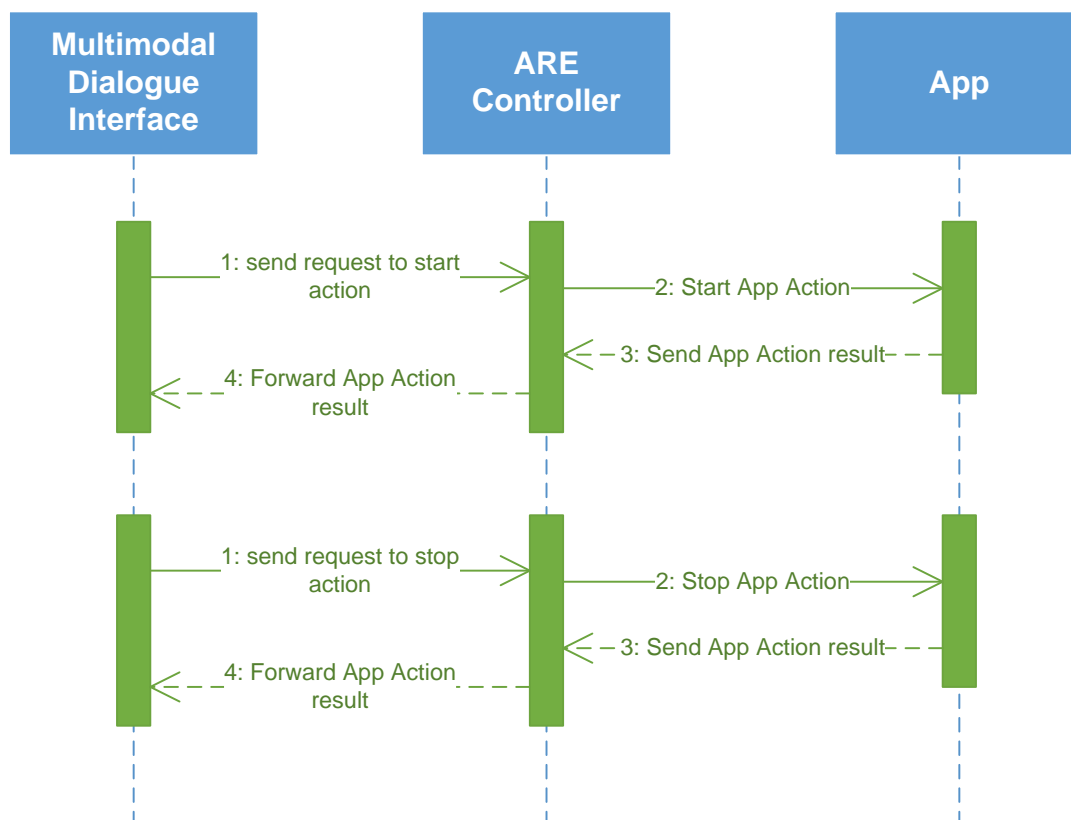 Multimodal
Dialogue
Interface
ARE
Controller
App
1: send request to start
action
2: Start App Action
3: Send App Action result
4: Forward App Action
result
1: send request to stop
action
2: Stop App Action
3: Send App Action result
4: Forward App Action
result